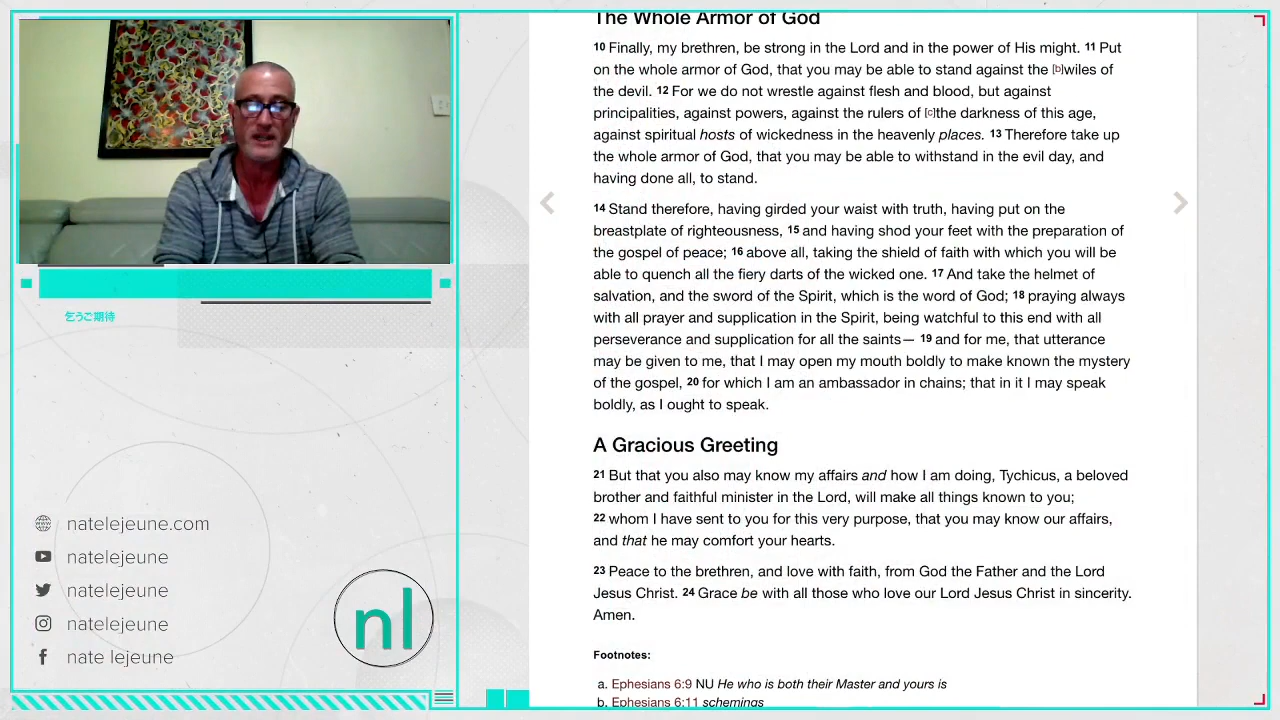 乞うご期待
www
natelejeune.com
natelejeune
natelejeune
natelejeune
nate lejeune
nl
The Whole Armor of God
10 Finally, my brethren, be strong in the Lord and in the power of His might. 11 Put
on the whole armor of God, that you may be able to stand against the [b]wiles of
the devil. 12 For we do not wrestle against flesh and blood, but against
principalities, against powers, against the rulers of [c]the darkness of this age,
against spiritual hosts of wickedness in the heavenly places. 13 Therefore take up
the whole armor of God, that you may be able to withstand in the evil day, and
having done all, to stand.
14 Stand therefore, having girded your waist with truth, having put on the
breastplate of righteousness, 15 and having shod your feet with the preparation of
the gospel of peace; 16 above all, taking the shield of faith with which you will be
able to quench all the fiery darts of the wicked one. 17 And take the helmet of
salvation, and the sword of the Spirit, which is the word of God; 18 praying always
with all prayer and supplication in the Spirit, being watchful to this end with all
perseverance and supplication for all the saints— 19 and for me, that utterance
may be given to me, that I may open my mouth boldly to make known the mystery
of the gospel, 20 for which I am an ambassador in chains; that in it I may speak
boldly, as I ought to speak.
A Gracious Greeting
21 But that you also may know my affairs and how I am doing, Tychicus, a beloved
brother and faithful minister in the Lord, will make all things known to you;
22 whom I have sent to you for this very purpose, that you may know our affairs,
and that he may comfort your hearts.
23 Peace to the brethren, and love with faith, from God the Father and the Lord
Jesus Christ. 24 Grace be with all those who love our Lord Jesus Christ in sincerity.
Amen.
Footnotes:
a. Ephesians 6:9 NU He who is both their Master and yours is
b. Ephesians 6:11 schemings